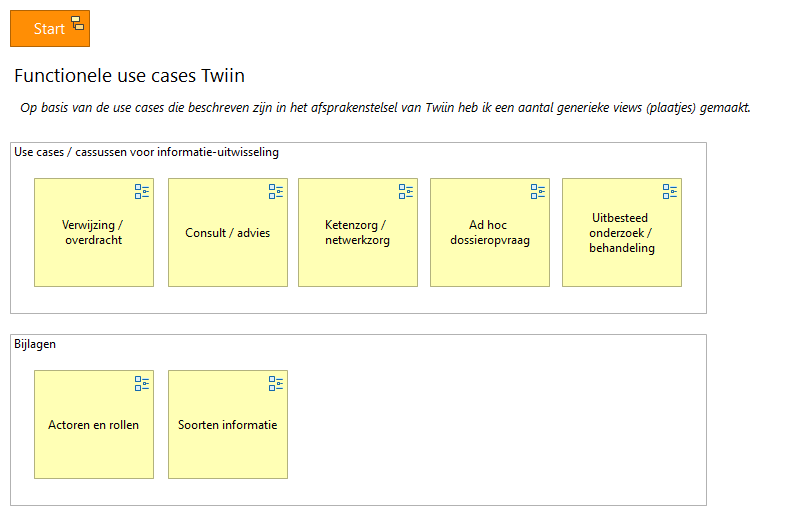 Start
Functionele use cases Twiin
Op basis van de use cases die beschreven zijn in het afsprakenstelsel van Twiin heb ik een aantal generieke views (plaatjes) gemaakt.
Use cases / cassussen voor informatie-uitwisseling
Verwijzing /
overdracht
Consult / advies
Ketenzorg /
netwerkzorg
Ad hoc
dossieropvraag
Uitbesteed
onderzoek /
behandeling
Bijlagen
Actoren en rollen
Soorten informatie